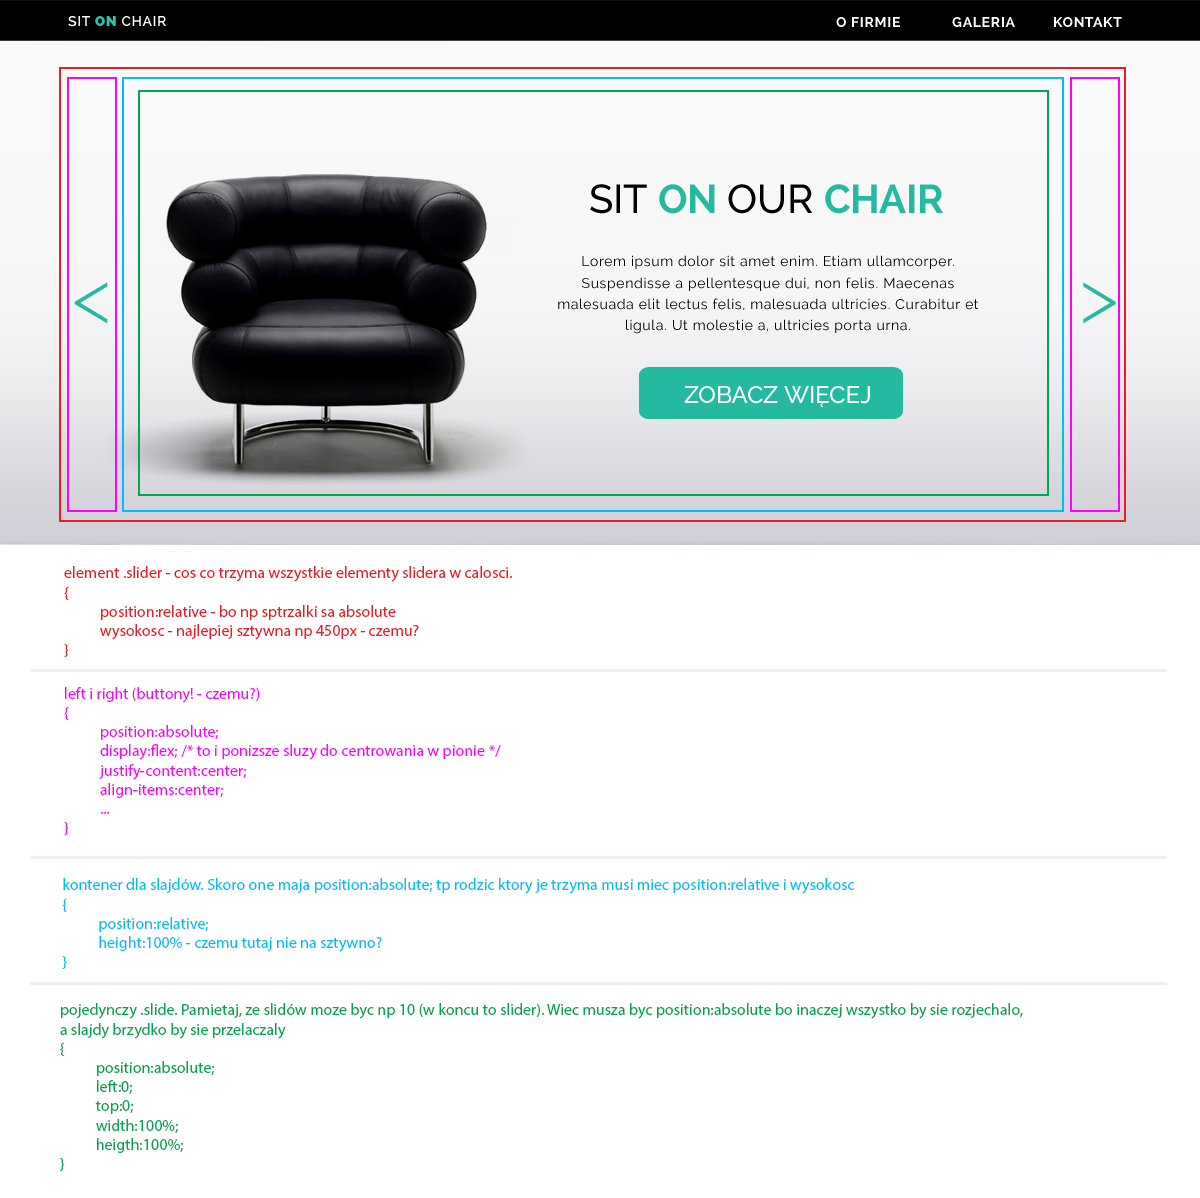 SIT ON CHAIR
O FIRMIE
GALERIA
KONTAKT
SIT ON OUR CHAIR
Lorem ipsum dolor sit amet enim. Etiam ullamcorper.
Suspendisse a pellentesque dui, non felis. Maecenas
malesuada elit lectus felis, malesuada ultricies. Curabitur et
ligula. Ut molestie a, ultricies porta urna.
<
>
ZOBACZ WIĘCEJ
element .slider - cos co trzyma wszystkie elementy slidera w calosci.
{
position:relative - bo np sptrzalki sa absolute
wysokosc - najlepiej sztywna np 450px - czemu?
}
left i right (buttony! - czemu?)
{
position:absolute;
display:flex; /* to i ponizsze sluzy do centrowania w pionie */
justify-content:center;
align-items:center;
...
}
kontener dla slajdów. Skoro one maja position:absolute; tp rodzic ktory je trzyma musi miec position:relative i wysokosc
{
position:relative;
height:100% - czemu tutaj nie na sztywno?
}
pojedynczy .slide. Pamietaj, ze slidów moze byc np 10 (w koncu to slider). Wiec musza byc position:absolute bo inaczej wszystko by sie rozjechalo,
a slajdy brzydko by sie przelaczaly
{
position:absolute;
left:0;
top:0;
width:100%;
heigth:100%;
}